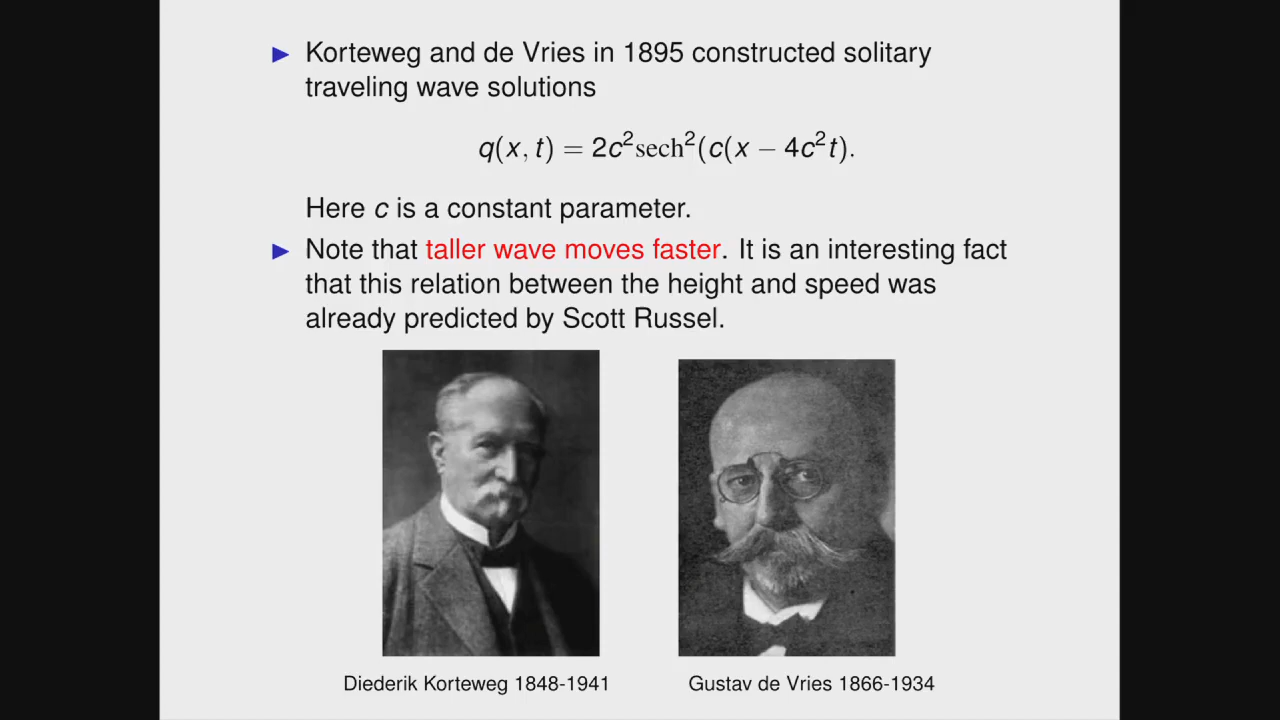 Korteweg and de Vries in 1895 constructed solitary
traveling wave solutions
q(x, t) = 2c²sech²(c(x − 4c²t).
Here c is a constant parameter.
Note that taller wave moves faster. It is an interesting fact
that this relation between the height and speed was
already predicted by Scott Russel.
Diederik Korteweg 1848-1941
Gustav de Vries 1866-1934